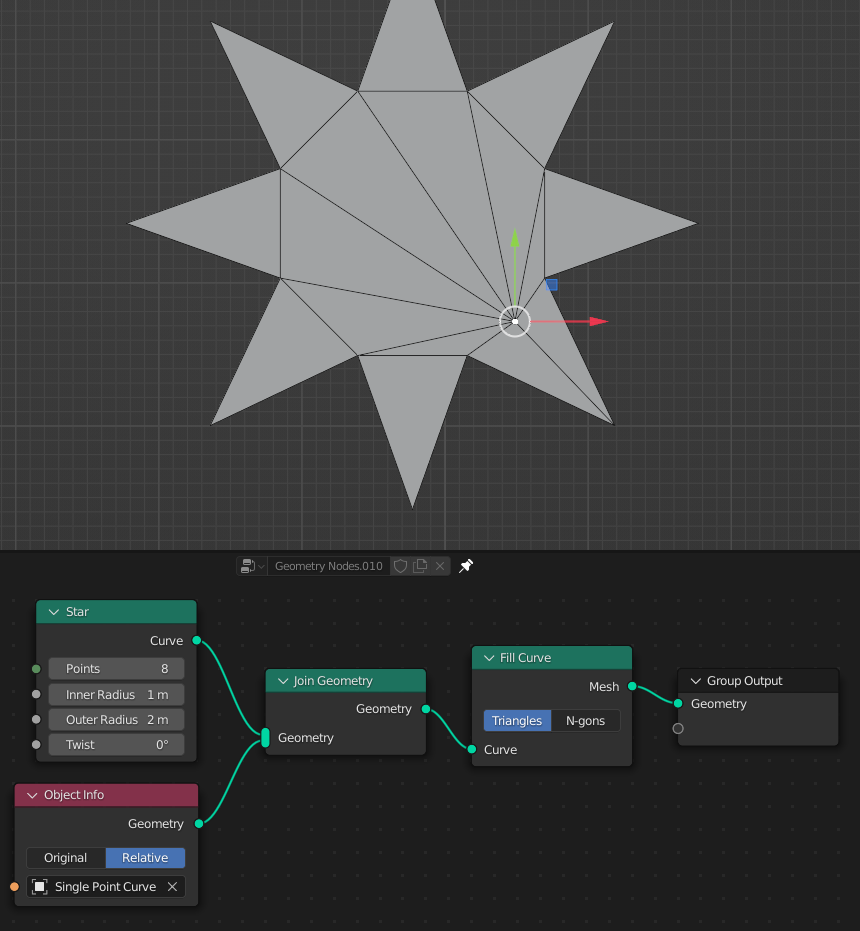 Geometry Nodes.010
Star
Curve
Points 8
Inner Radius 1 m
Outer Radius 2 m
Twist 0°
Join Geometry
Geometry
Geometry
Fill Curve
Mesh
Triangles N-gons
Curve
Group Output
Geometry
Object Info
Geometry
Original Relative
Single Point Curve